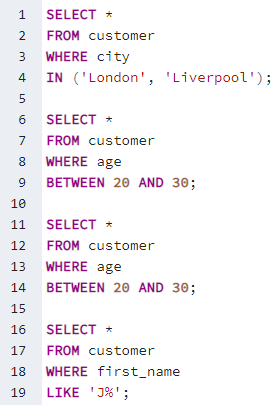 1 SELECT *
2 FROM customer
3 WHERE city
4 IN ('London', 'Liverpool');
5
6 SELECT *
7 FROM customer
8 WHERE age
9 BETWEEN 20 AND 30;
10
11 SELECT *
12 FROM customer
13 WHERE age
14 BETWEEN 20 AND 30;
15
16 SELECT *
17 FROM customer
18 WHERE first_name
19 LIKE 'J%';